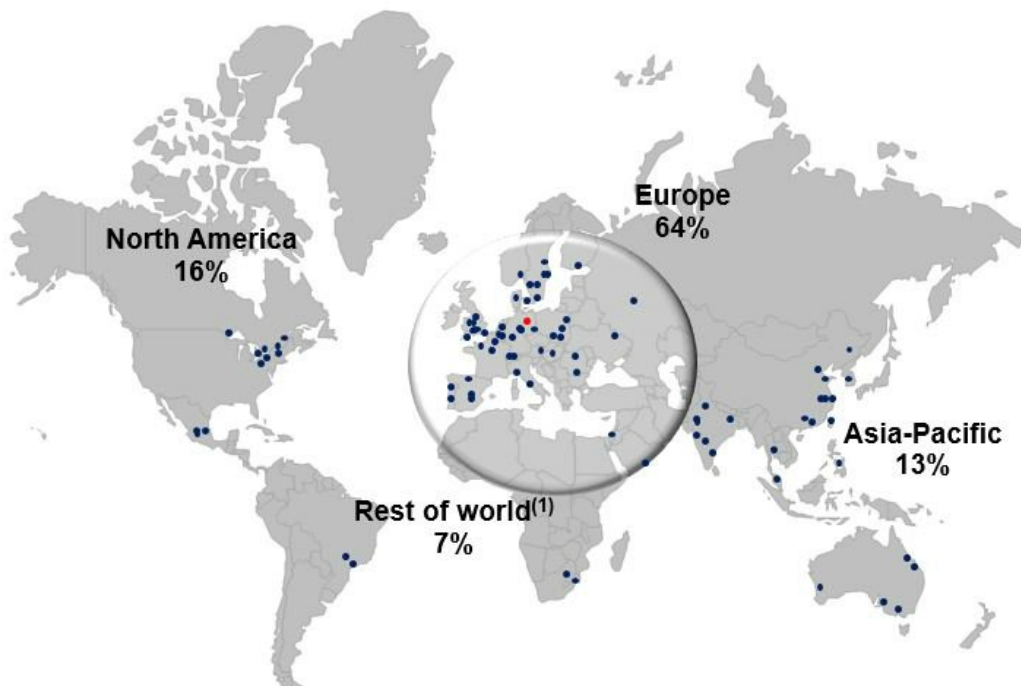 Europe
64%
North America
16%
Asia-Pacific
13%
Rest of world(1)
7%